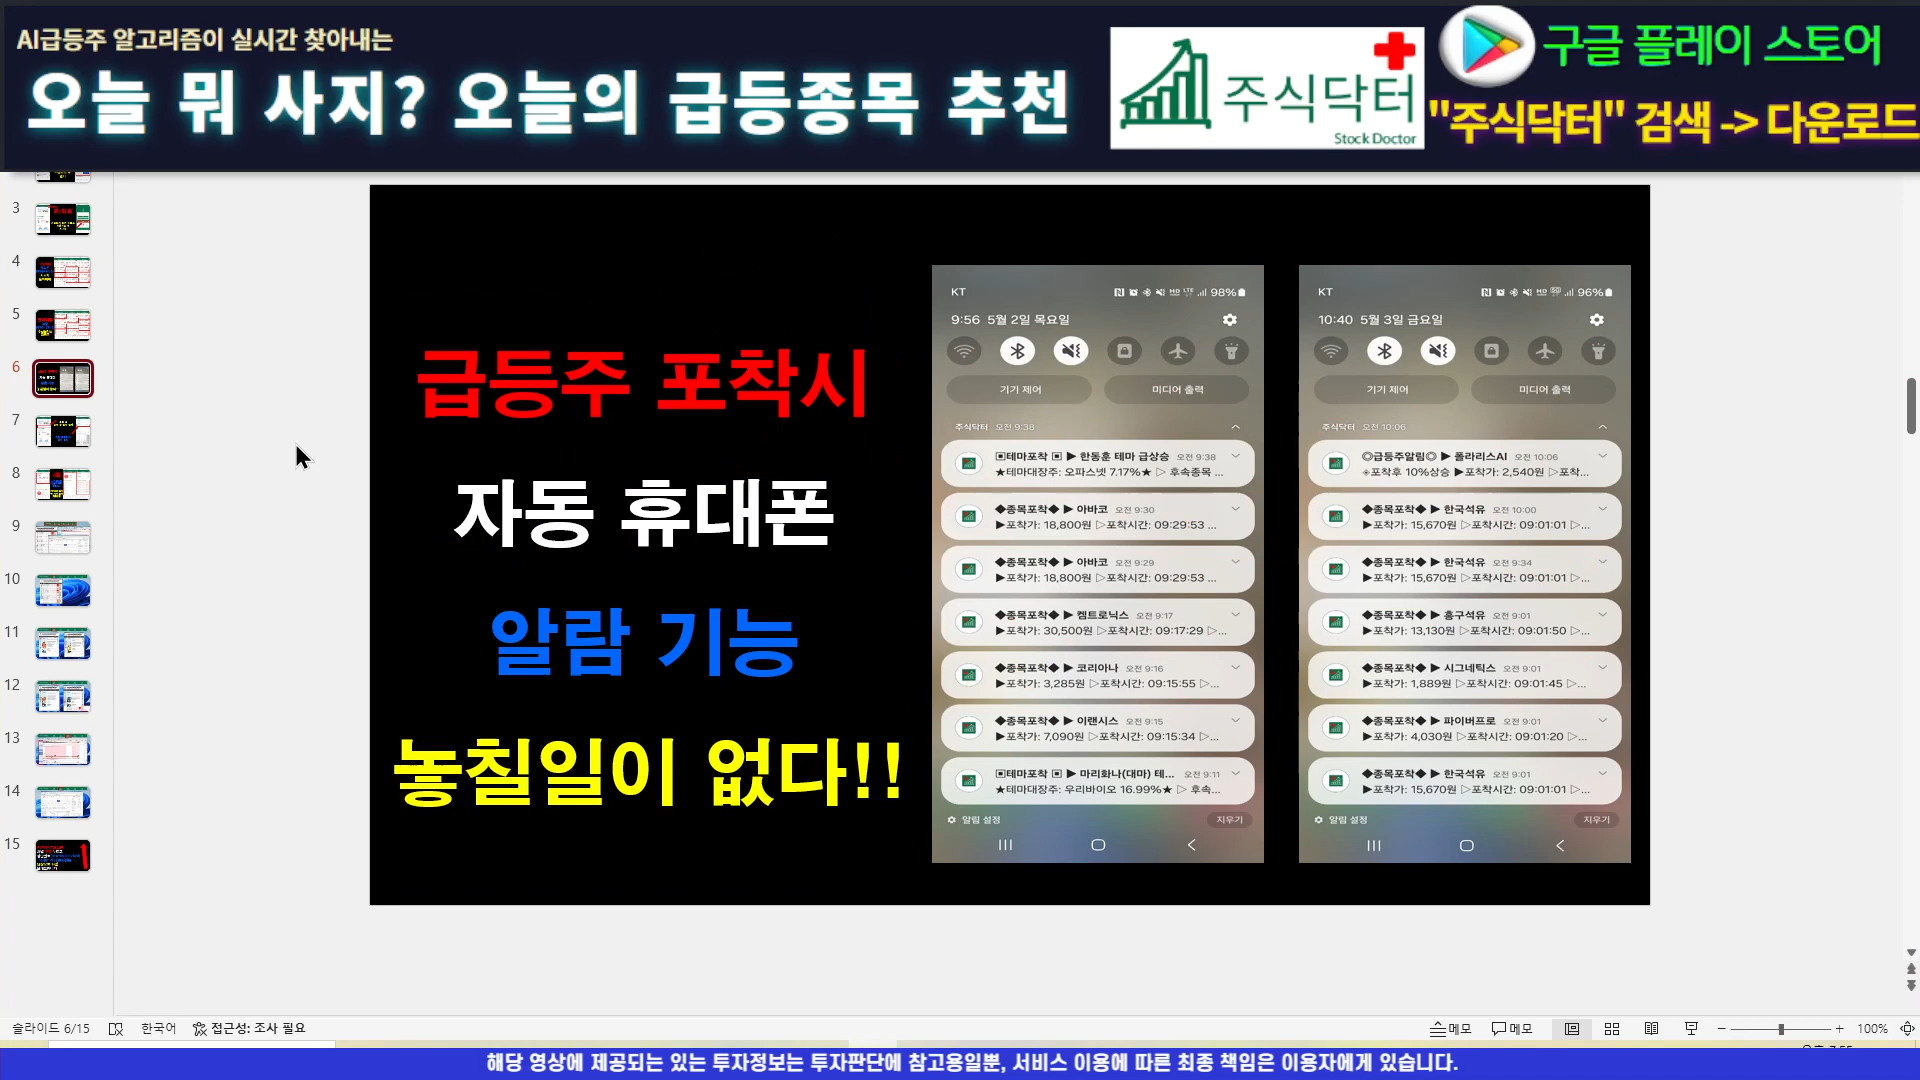 AI급등주 알고리즘이 실시간 찾아내는
오늘 뭐 사지? 오늘의 급등종목 추천
주식닥터
Stock Doctor
구글 플레이 스토어
"주식닥터" 검색 -> 다운로드
3
4
5
6
7
8
9
10
11
12
13
14
15
급등주 포착시
자동 휴대폰
알람 기능
놓칠일이 없다!!
KT
98%
9:56 5월 2일 목요일
기기 제어
미디어 출력
주식닥터 오전 9:38
▣테마포착 ▣ ▶ 한동훈 테마 급상승 오전 9:38
★테마대장주: 오파스넷 7.17%★ ▷ 후속종목 ...
◆종목포착◆ ▶ 아바코 오전 9:30
▶포착가: 18,800원 ▷포착시간: 09:29:53 ...
◆종목포착◆ ▶ 아바코 오전 9:29
▶포착가: 18,800원 ▷포착시간: 09:29:53 ...
◆종목포착◆ ▶ 켐트로닉스 오전 9:17
▶포착가: 30,500원 ▷포착시간: 09:17:29 ▷...
◆종목포착◆ ▶ 코리아나 오전 9:16
▶포착가: 3,285원 ▷포착시간: 09:15:55 ▷...
◆종목포착◆ ▶ 이랜시스 오전 9:15
▶포착가: 7,090원 ▷포착시간: 09:15:34 ▷...
▣테마포착 ▣ ▶ 마리화나(대마) 테... 오전 9:11
★테마대장주: 우리바이오 16.99%★ ▷ 후속...
알림 설정
지우기
KT
96%
10:40 5월 3일 금요일
기기 제어
미디어 출력
주식닥터 오전 10:06
◎급등주알림◎ ▶ 폴라리스AI 오전 10:06
◈포착후 10%상승 ▶포착가: 2,540원 ▷포착...
◆종목포착◆ ▶ 한국석유 오전 10:00
▶포착가: 15,670원 ▷포착시간: 09:01:01 ▷...
◆종목포착◆ ▶ 한국석유 오전 9:34
▶포착가: 15,670원 ▷포착시간: 09:01:01 ▷...
◆종목포착◆ ▶ 흥구석유 오전 9:01
▶포착가: 13,130원 ▷포착시간: 09:01:50 ▷...
◆종목포착◆ ▶ 시그네틱스 오전 9:01
▶포착가: 1,889원 ▷포착시간: 09:01:45 ▷...
◆종목포착◆ ▶ 파이버프로 오전 9:01
▶포착가: 4,030원 ▷포착시간: 09:01:20 ▷...
◆종목포착◆ ▶ 한국석유 오전 9:01
▶포착가: 15,670원 ▷포착시간: 09:01:01 ▷...
알림 설정
지우기
슬라이드 6/15 한국어 접근성: 조사 필요
메모 메모 100%
해당 영상에 제공되는 있는 투자정보는 투자판단에 참고용일뿐, 서비스 이용에 따른 최종 책임은 이용자에게 있습니다.